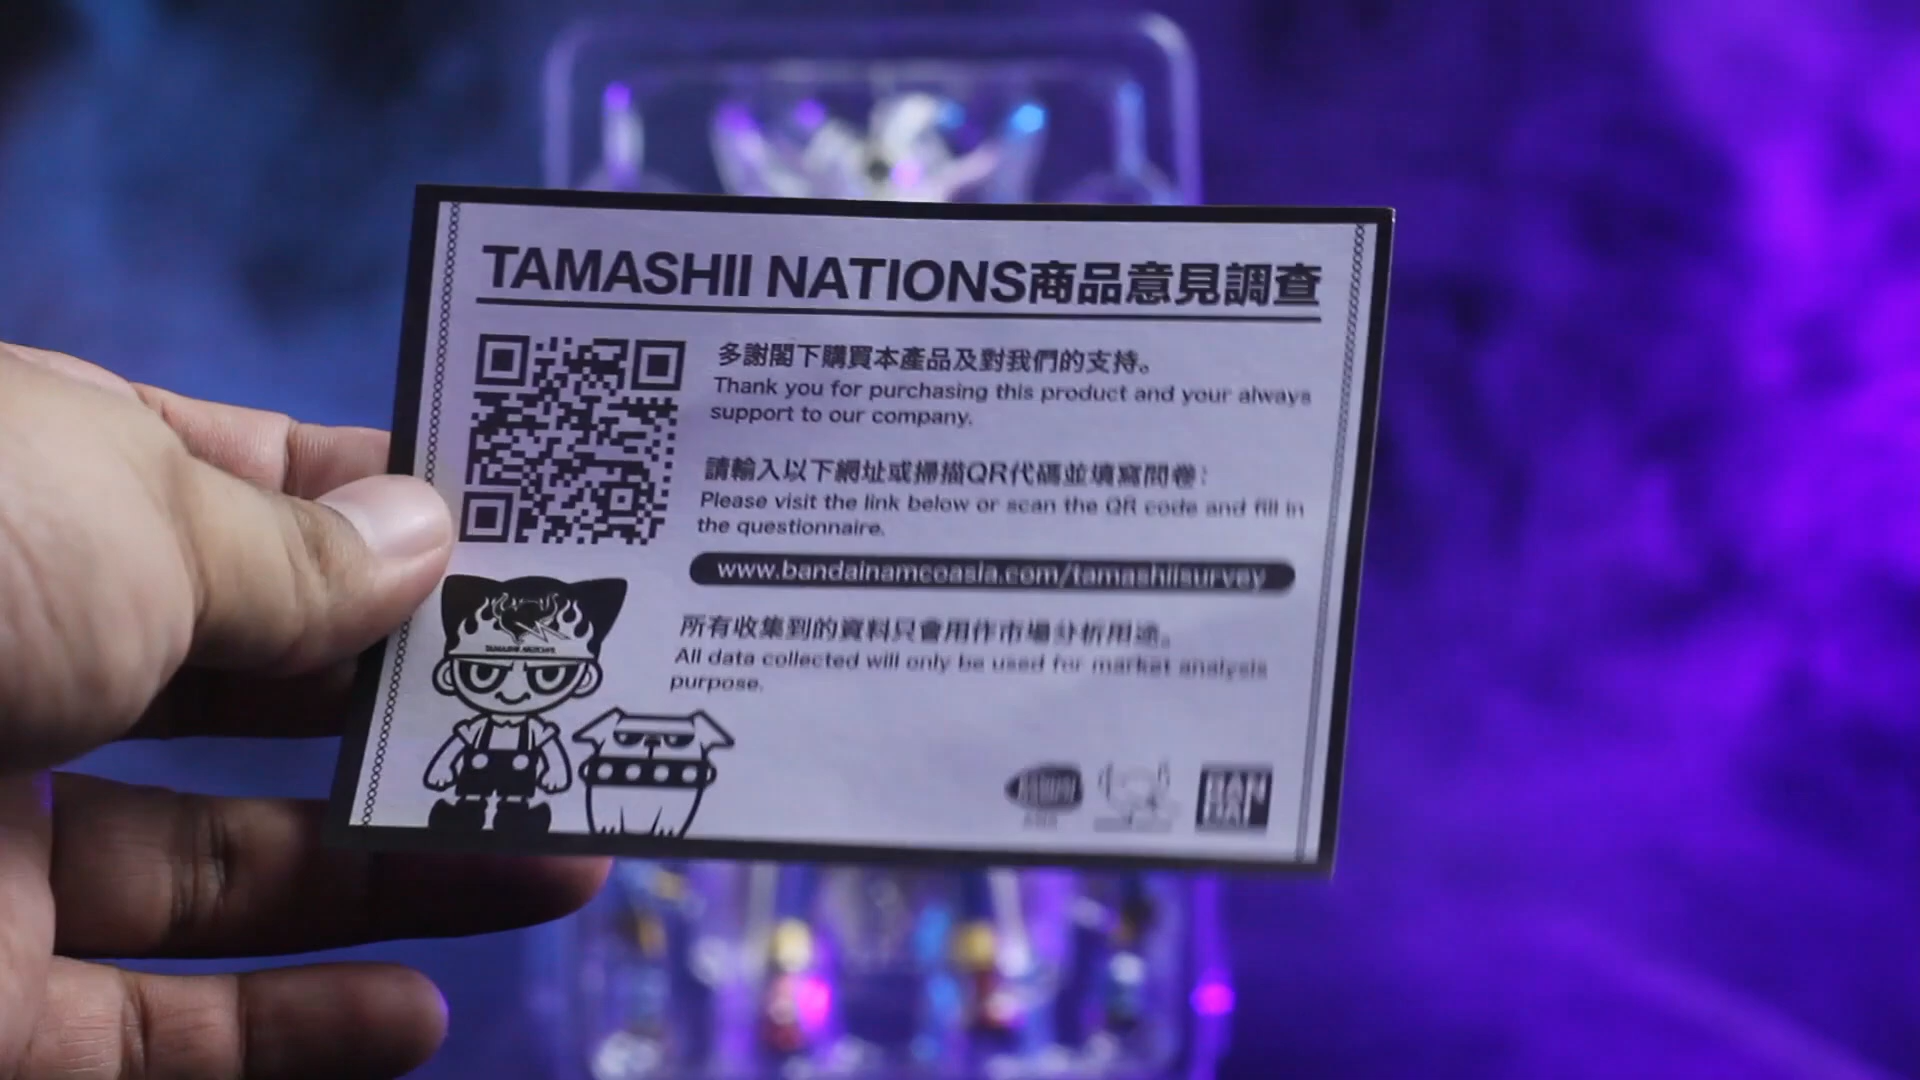 TAMASHII NATIONS商品意見調查
多謝閣下購買本產品及對我們的支持。
Thank you for purchasing this product and your always
support to our company.
請輸入以下網址或掃描QR代碼並填寫問卷：
Please visit the link below or scan the QR code and fill in
the questionnaire.
www.bandainamcoasia.com/tamashiisurvey
所有收集到的資料只會用作市場分析用途。
All data collected will only be used for market analysis
purpose.
TAMASHII NATIONS
BAN
DAI